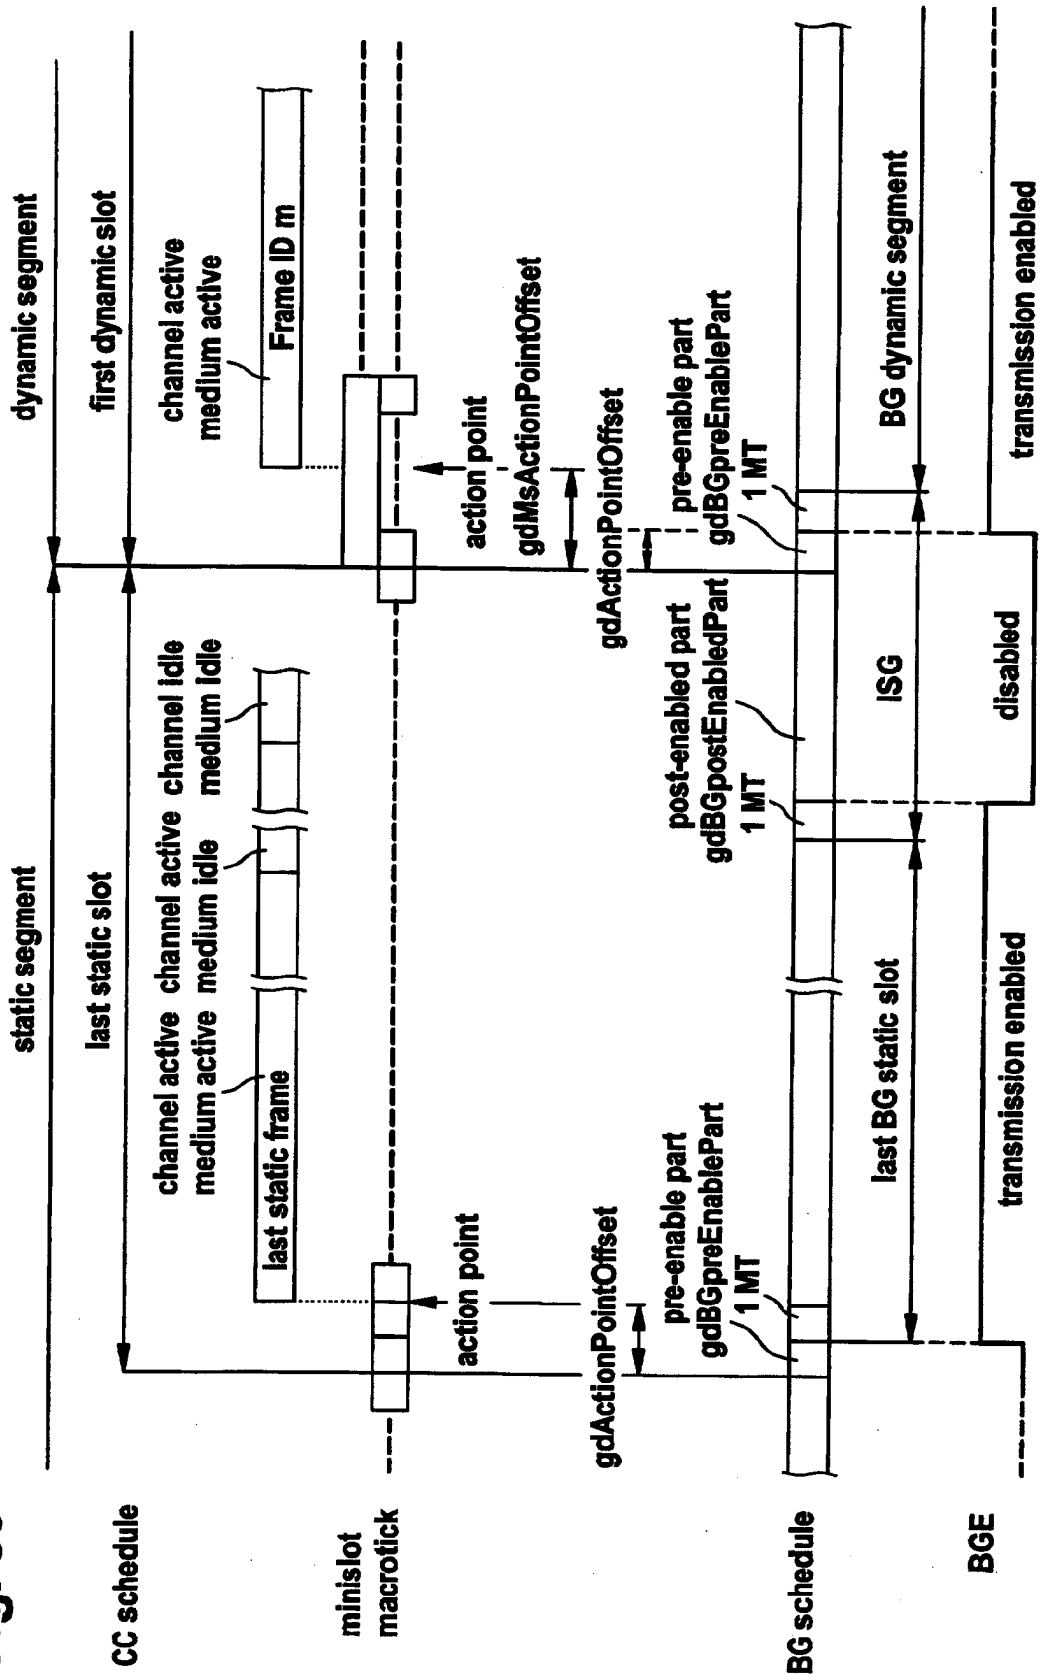 CC schedule
static segment
dynamic segment
last static slot
first dynamic slot
channel active channel active channel idle
medium active medium idle medium idle
channel active
medium active
last static frame
Frame ID m
minislot
macrotick
action point
action point
gdMsActionPointOffset
gdActionPointOffset
gdActionPointOffset
pre-enable part
gdBGpreEnablePart
1 MT
post-enabled part
gdBGpostEnabledPart
1 MT
pre-enable part
gdBGpreEnablePart
1 MT
BG schedule
last BG static slot
ISG
BG dynamic segment
BGE
transmission enabled
disabled
transmission enabled